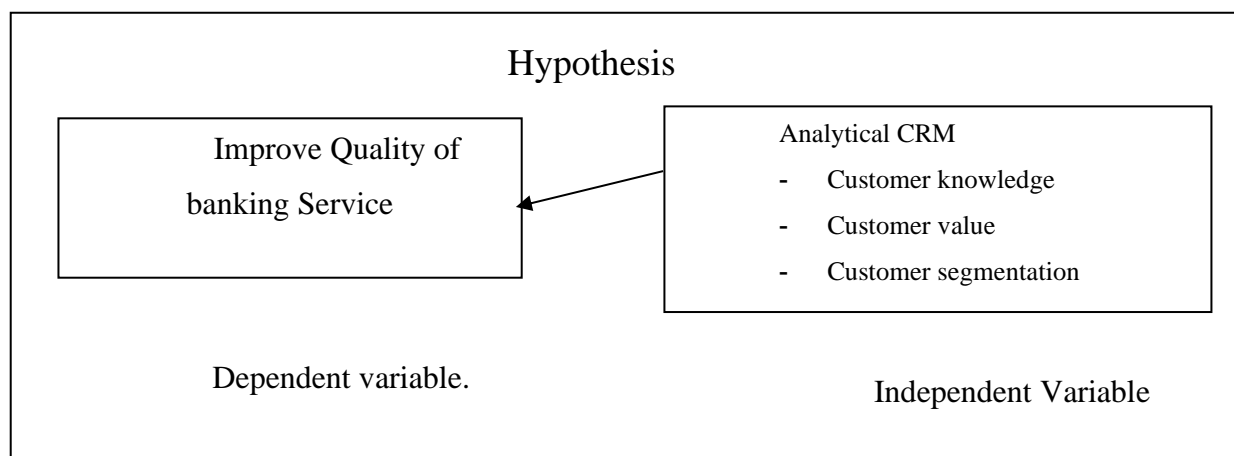 Hypothesis
Improve Quality of
banking Service
Analytical CRM
- Customer knowledge
- Customer value
- Customer segmentation
Dependent variable.
Independent Variable